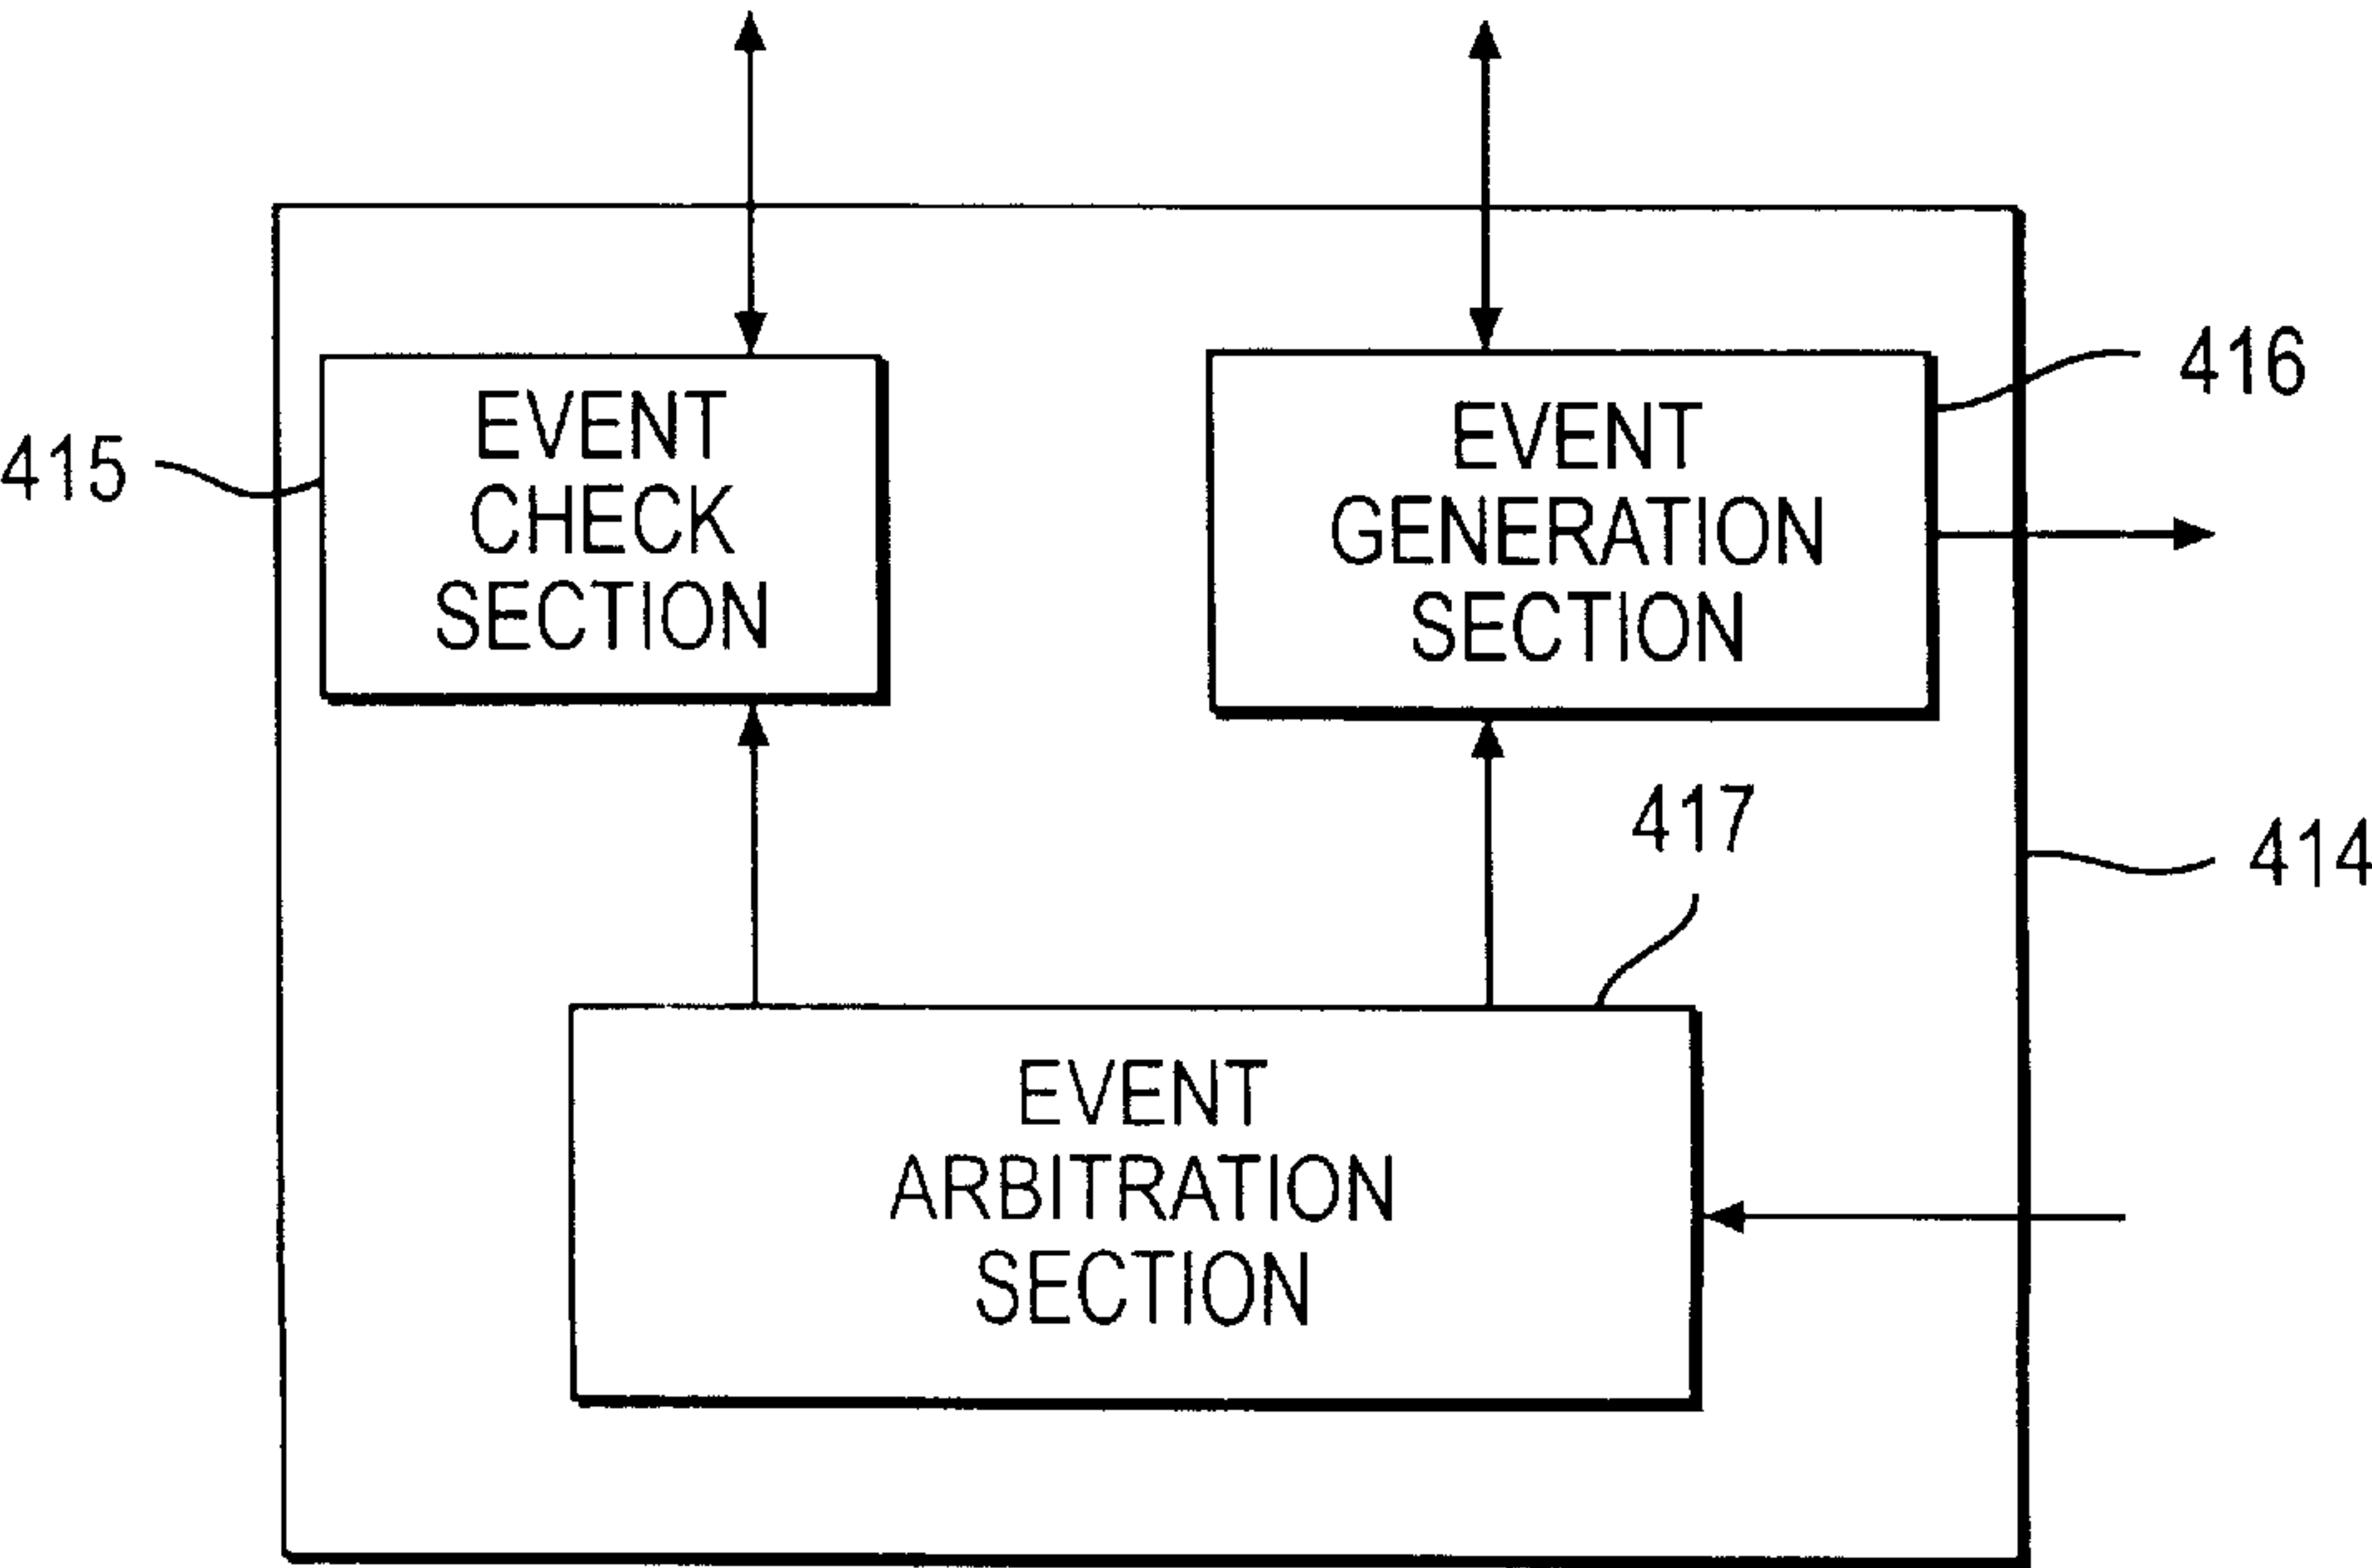 416
415
EVENT
CHECK
SECTION
EVENT
GENERATION
SECTION
417
414
EVENT
ARBITRATION
SECTION